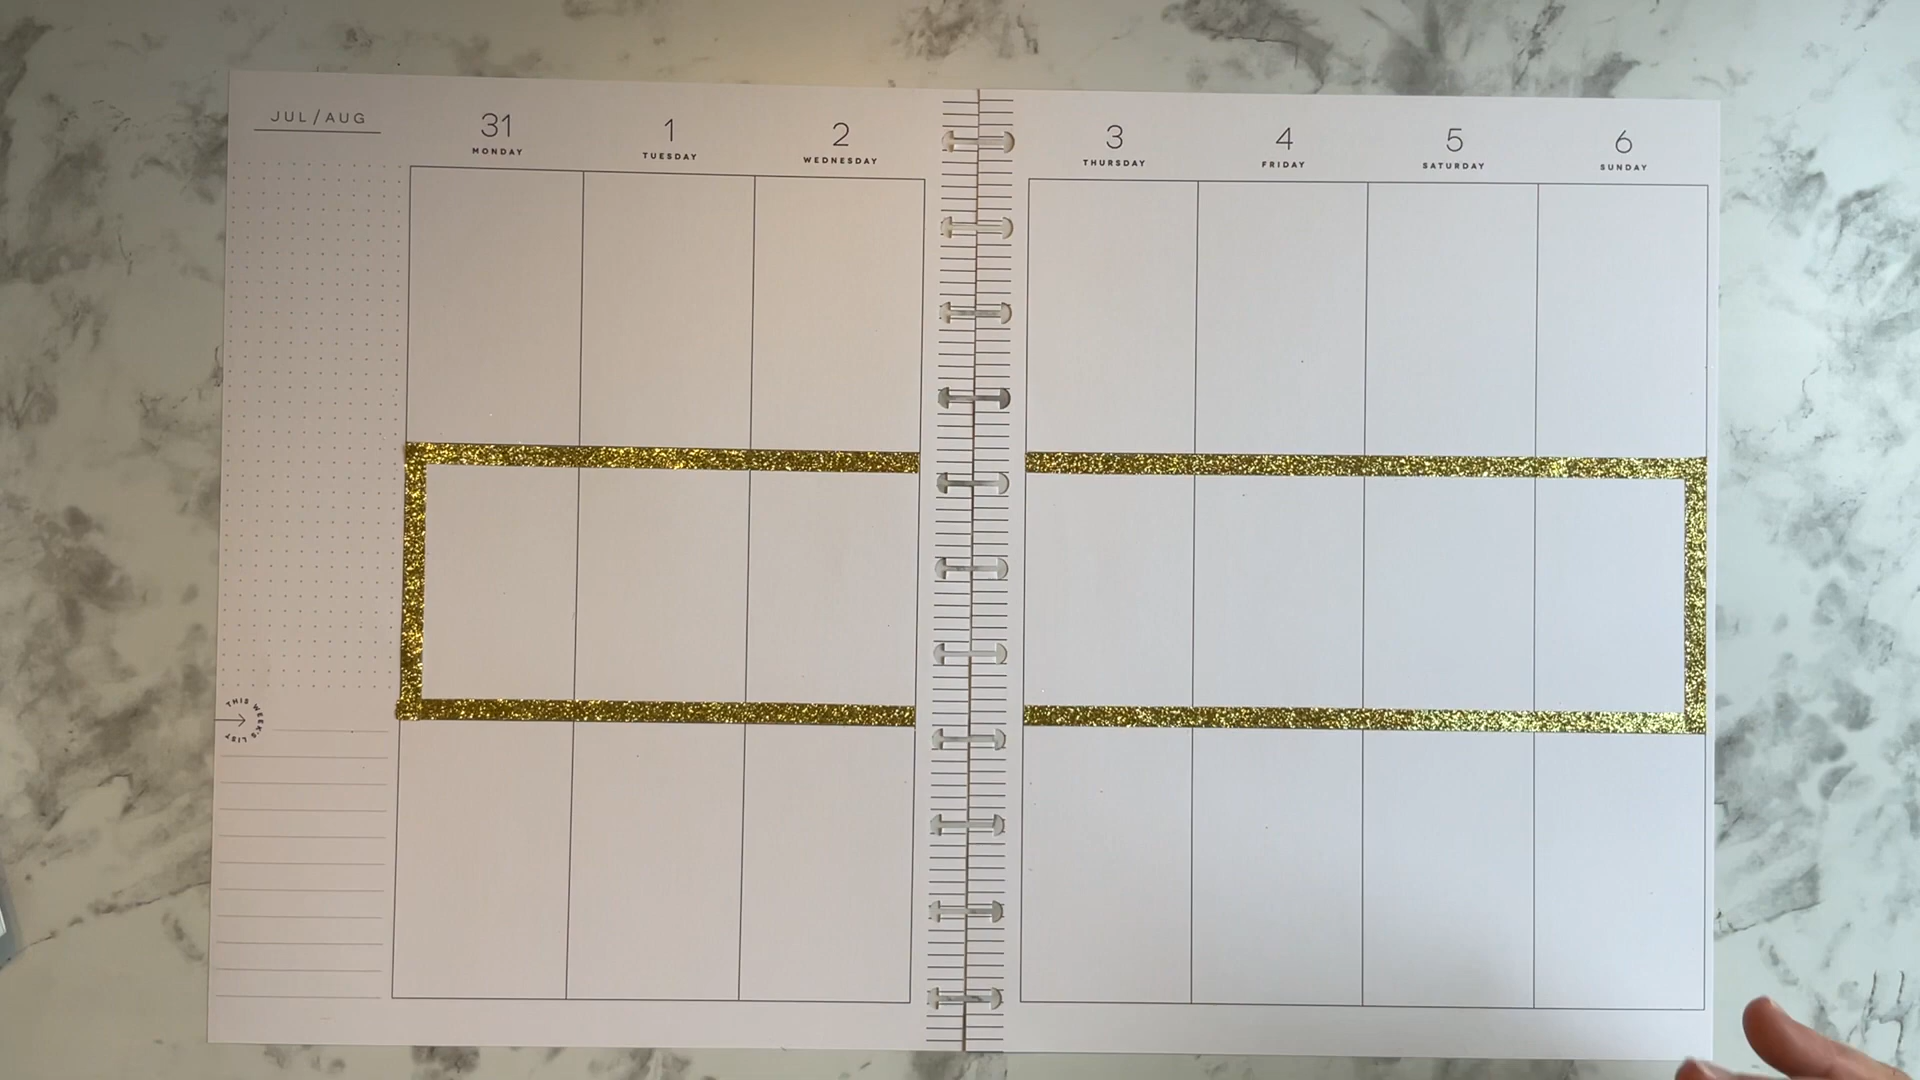 JUL/AUG
31 1 2 3 4 5 6
MONDAY TUESDAY WEDNESDAY THURSDAY FRIDAY SATURDAY SUNDAY
THIS WEEK'S LIST